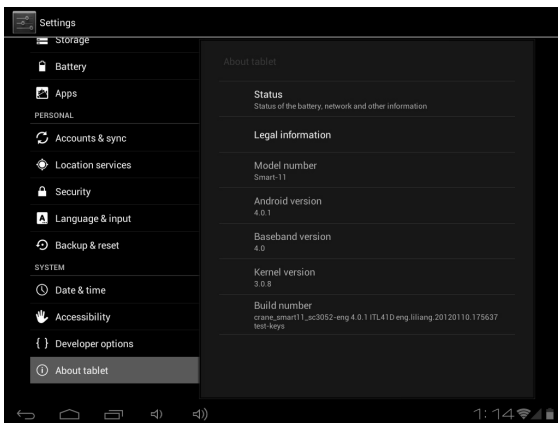 Settings
Storage
Battery
Apps
PERSONAL
Accounts & sync
Location services
Security
Language & input
Backup & reset
SYSTEM
Date & time
Accessibility
{ } Developer options
About tablet
About tablet
Status
Status of the battery, network and other information
Legal information
Model number
Smart-11
Android version
4.0.1
Baseband version
4.0
Kernel version
3.0.8
Build number
crane_smart11_sc3052-eng 4.0.1 ITL41D eng.liliang.20120110.175637
test-keys
1:14